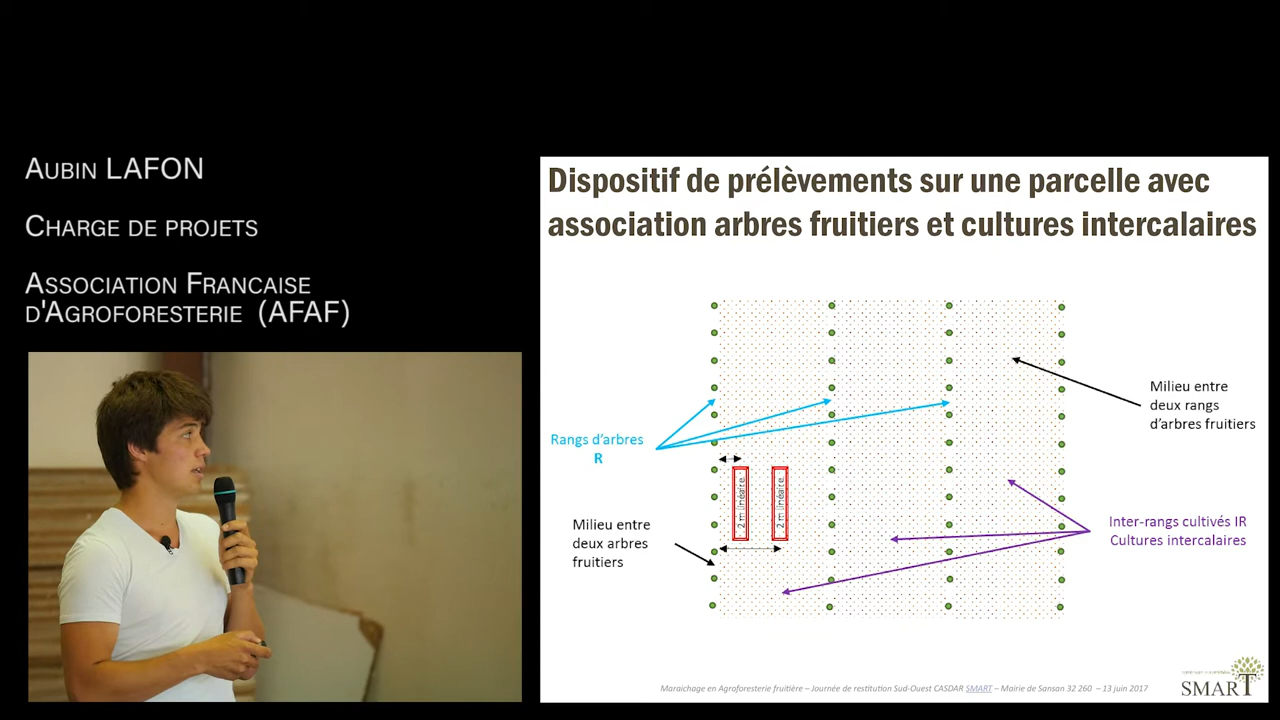 AUBIN LAFON
CHARGE DE PROJETS
ASSOCIATION FRANCAISE
D'AGROFORESTERIE (AFAF)
Dispositif de prélèvements sur une parcelle avec
association arbres fruitiers et cultures intercalaires
Milieu entre
deux rangs
d'arbres fruitiers
Rangs d'arbres
R
2 m linéaire
2 m linéaire
Milieu entre
deux arbres
fruitiers
Inter-rangs cultivés IR
Cultures intercalaires
Maraichage en Agroforesterie fruitière – Journée de restitution Sud-Ouest CASDAR SMART – Mairie de Sansan 32 260 – 13 juin 2017
SMART